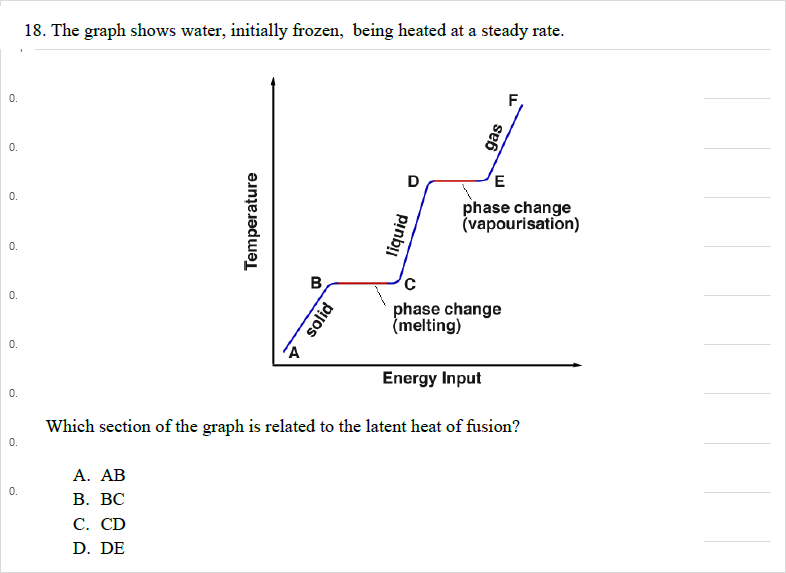 18. The graph shows water, initially frozen, being heated at a steady rate.
0.
0.
0.
0.
0.
0.
0.
0.
0.
Temperature
F
gas
D
E
phase change
(vapourisation)
liquid
B
C
solid
phase change
(melting)
A
Energy Input
Which section of the graph is related to the latent heat of fusion?
A. AB
B. BC
C. CD
D. DE